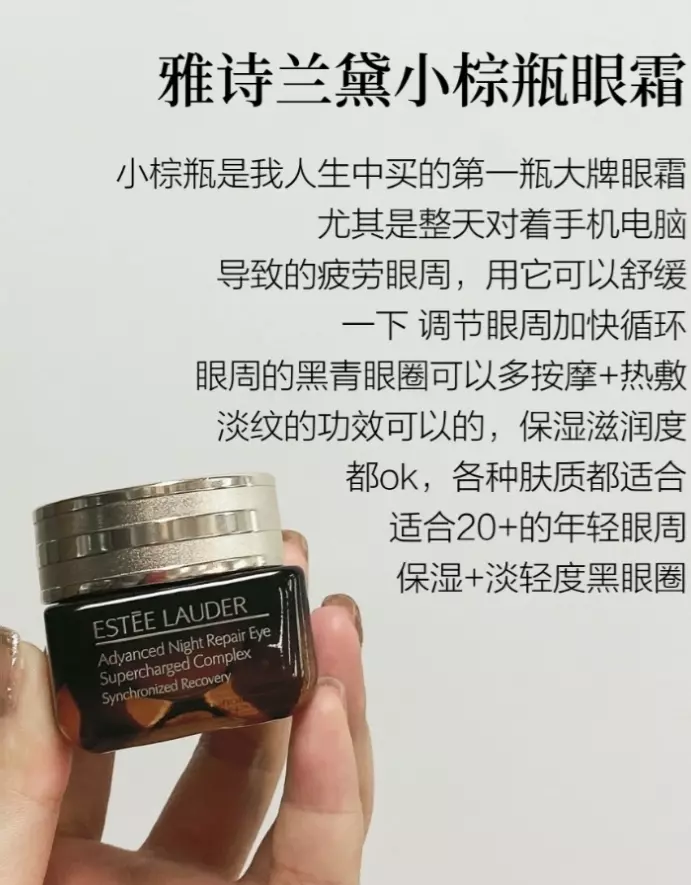 雅诗兰黛小棕瓶眼霜
小棕瓶是我人生中买的第一瓶大牌眼霜
尤其是整天对着手机电脑
导致的疲劳眼周，用它可以舒缓
一下 调节眼周加快循环
眼周的黑青眼圈可以多按摩+热敷
淡纹的功效可以的，保湿滋润度
都ok，各种肤质都适合
适合20+的年轻眼周
保湿+淡轻度黑眼圈
ESTĒE LAUDER
Advanced Night Repair Eye
Supercharged Complex
Synchronized Recovery